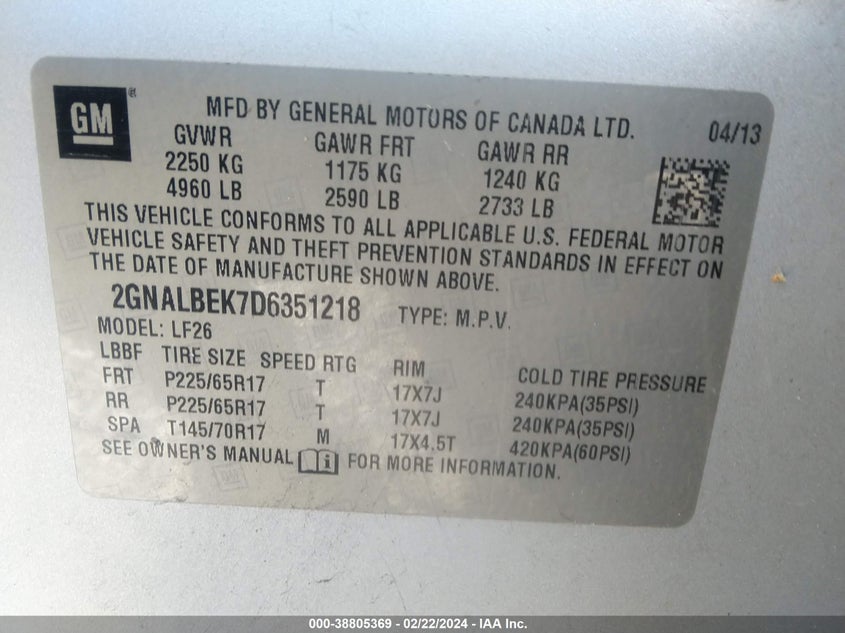 GM ®
MFD BY GENERAL MOTORS OF CANADA LTD. 04/13
GVWR GAWR FRT GAWR RR
2250 KG 1175 KG 1240 KG
4960 LB 2590 LB 2733 LB
THIS VEHICLE CONFORMS TO ALL APPLICABLE U.S. FEDERAL MOTOR
VEHICLE SAFETY AND THEFT PREVENTION STANDARDS IN EFFECT ON
THE DATE OF MANUFACTURE SHOWN ABOVE.
2GNALBEK7D6351218 TYPE: M.P.V.
MODEL: LF26
LBBF TIRE SIZE SPEED RTG RIM COLD TIRE PRESSURE
FRT P225/65R17 T 17X7J 240KPA(35PSI)
RR P225/65R17 T 17X7J 240KPA(35PSI)
SPA T145/70R17 M 17X4.5T 420KPA(60PSI)
SEE OWNER'S MANUAL FOR MORE INFORMATION.
000-38805369 - 02/22/2024 - IAA Inc.